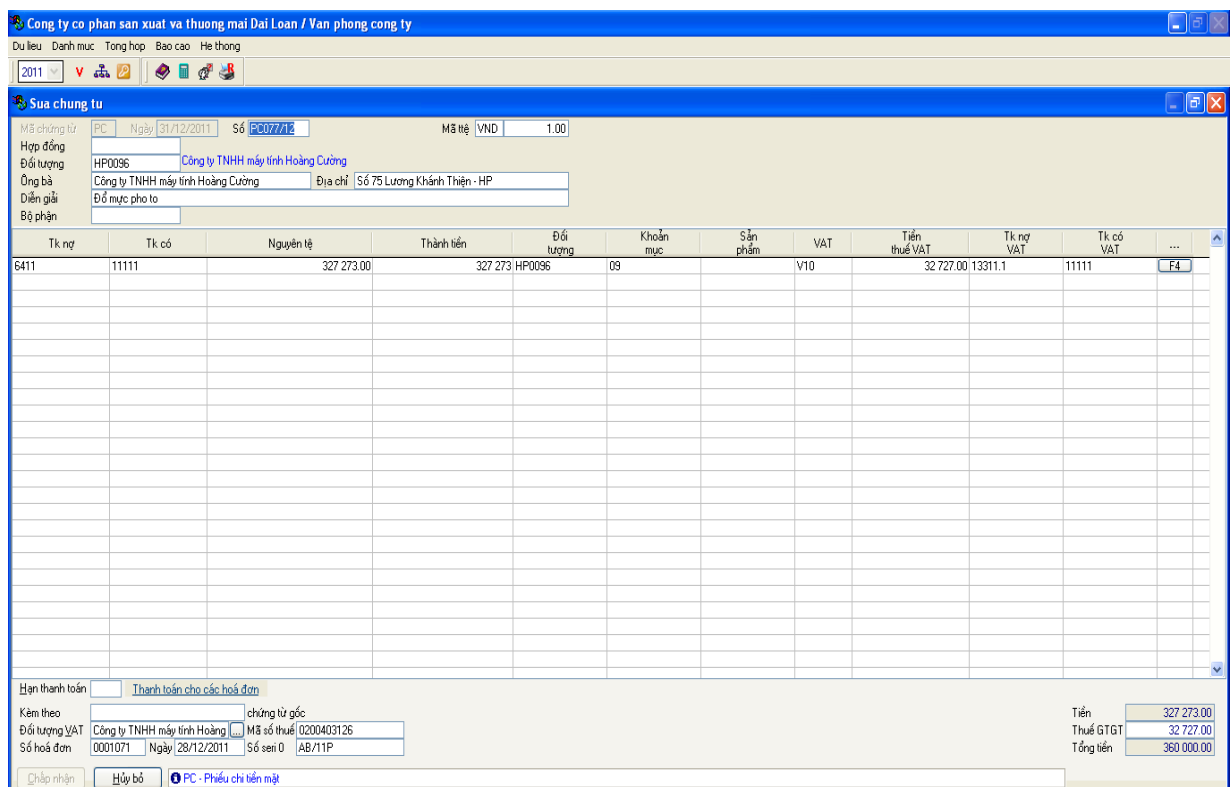 Cong ty co phan san xuat va thuong mai Dai Loan / Van phong cong ty
Du lieu Danh muc Tong hop Bao cao He thong
2011 V
Sua chung tu
Mã chứng từ PC Ngày 31/12/2011 Số PC077/12 Mã ttệ VND 1.00
Hợp đồng
Đối tượng HP0096 Công ty TNHH máy tính Hoàng Cường
Ông bà Công ty TNHH máy tính Hoàng Cường Địa chỉ Số 75 Lương Khánh Thiện - HP
Diễn giải Đổ mực pho to
Bộ phận
Tk nợ Tk có Nguyên tệ Thành tiền Đối tượng Khoản mục Sản phẩm VAT Tiền thuế VAT Tk nợ VAT Tk có VAT ...
6411 11111 327 273.00 327 273 HP0096 09 V10 32 727.00 13311.1 11111 F4
Hạn thanh toán Thanh toán cho các hoá đơn
Kèm theo chứng từ gốc Tiền 327 273.00
Đối tượng VAT Công ty TNHH máy tính Hoàng ... Mã số thuế 0200403126 Thuế GTGT 32 727.00
Số hoá đơn 0001071 Ngày 28/12/2011 Số seri 0 AB/11P Tổng tiền 360 000.00
Chấp nhận Hủy bỏ PC - Phiếu chi tiền mặt